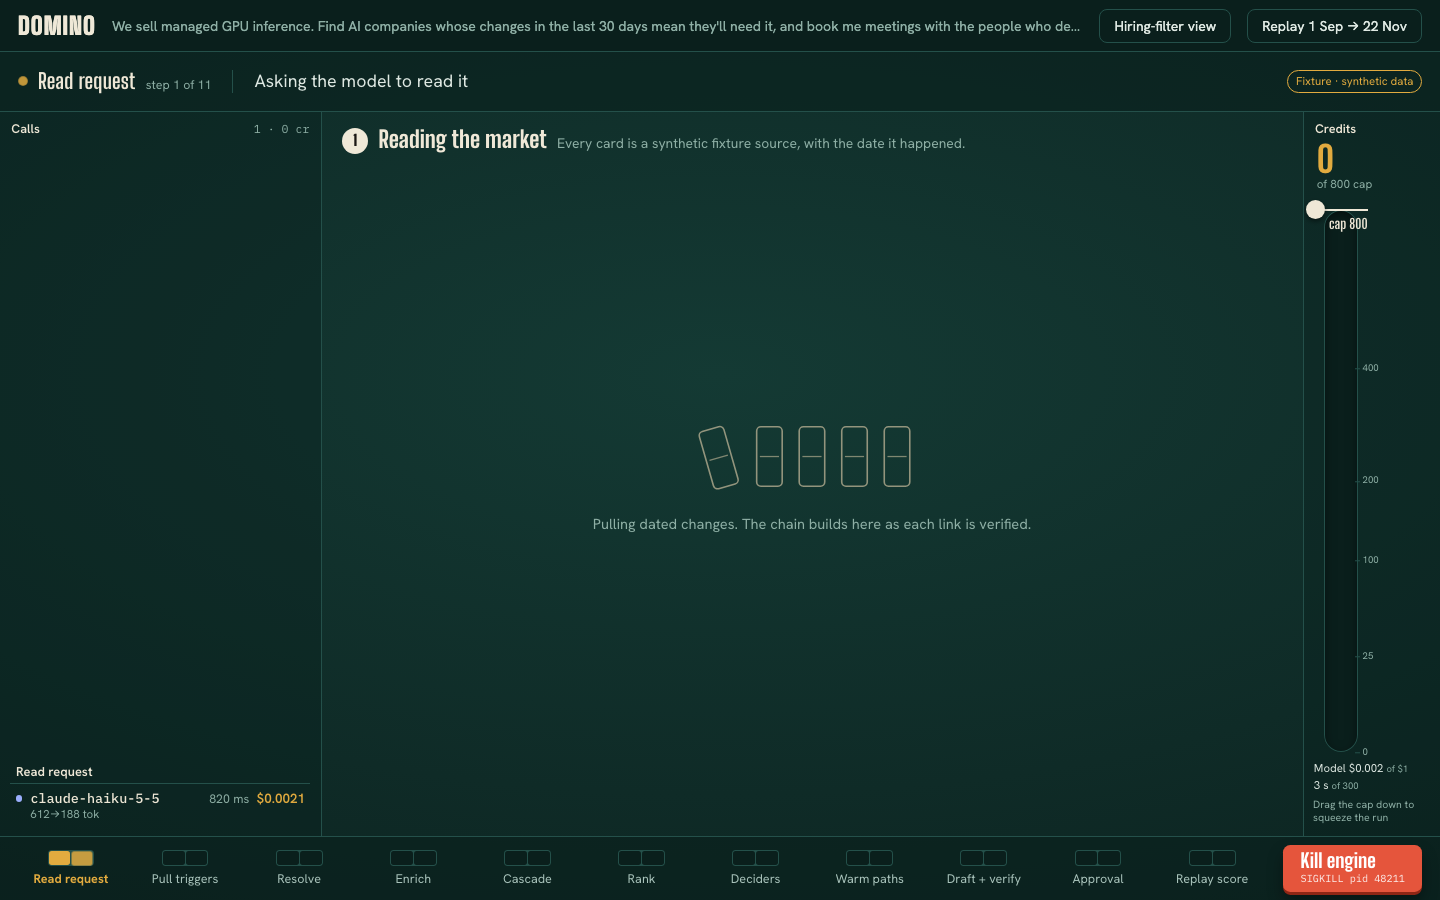 DOMINO
We sell managed GPU inference. Find AI companies whose changes in the last 30 days mean they'll need it, and book me meetings with the people who de...
Hiring-filter view
Replay 1 Sep → 22 Nov
Read request
step 1 of 11
Asking the model to read it
Fixture · synthetic data
Calls
1 · 0 cr
1
Reading the market
Every card is a synthetic fixture source, with the date it happened.
Credits
0
of 800 cap
cap 800
400
200
100
25
0
Pulling dated changes. The chain builds here as each link is verified.
Read request
claude-haiku-5-5
820 ms $0.0021
612→188 tok
Model $0.002 of $1
3 s of 300
Drag the cap down to
squeeze the run
Read request
Pull triggers
Resolve
Enrich
Cascade
Rank
Deciders
Warm paths
Draft + verify
Approval
Replay score
Kill engine
SIGKILL pid 48211